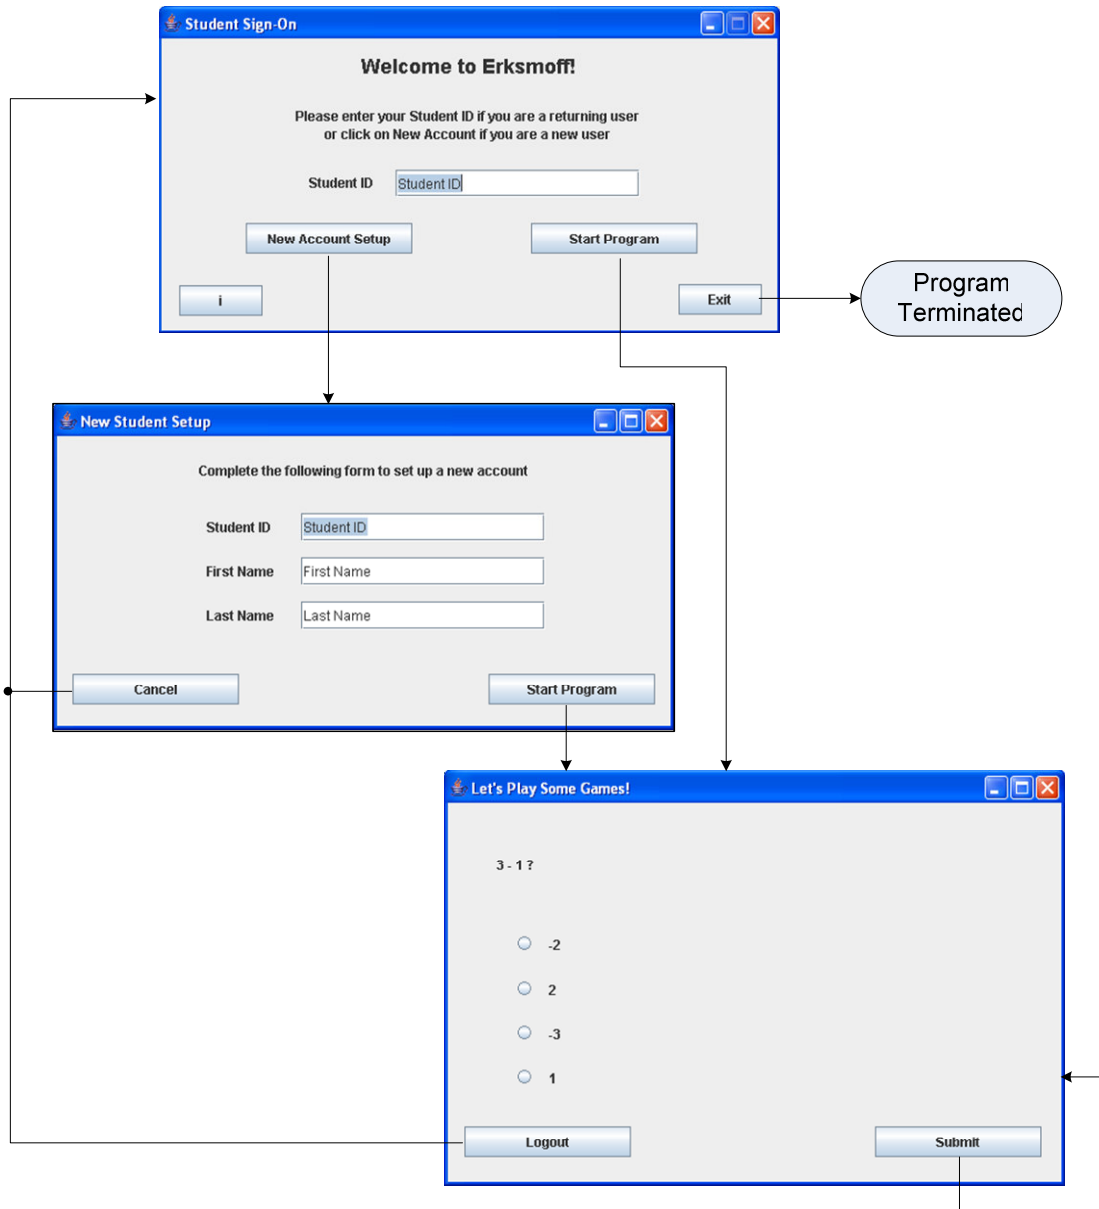 Student Sign-On
Welcome to Erksmoff!
Please enter your Student ID if you are a returning user
or click on New Account if you are a new user
Student ID Student ID
New Account Setup Start Program
i Exit
Program
Terminated
New Student Setup
Complete the following form to set up a new account
Student ID Student ID
First Name First Name
Last Name Last Name
Cancel Start Program
Let's Play Some Games!
3 - 1 ?
-2
2
-3
1
Logout Submit